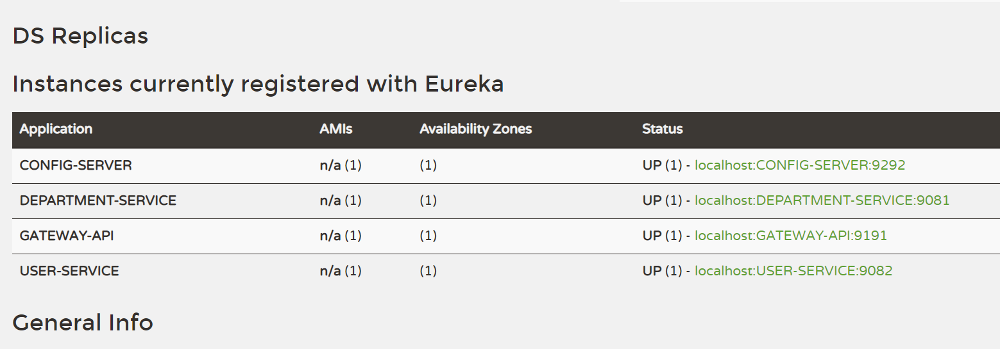 DS Replicas
Instances currently registered with Eureka
Application AMIs Availability Zones Status
CONFIG-SERVER n/a (1) (1) UP (1) - localhost:CONFIG-SERVER:9292
DEPARTMENT-SERVICE n/a (1) (1) UP (1) - localhost:DEPARTMENT-SERVICE:9081
GATEWAY-API n/a (1) (1) UP (1) - localhost:GATEWAY-API:9191
USER-SERVICE n/a (1) (1) UP (1) - localhost:USER-SERVICE:9082
General Info